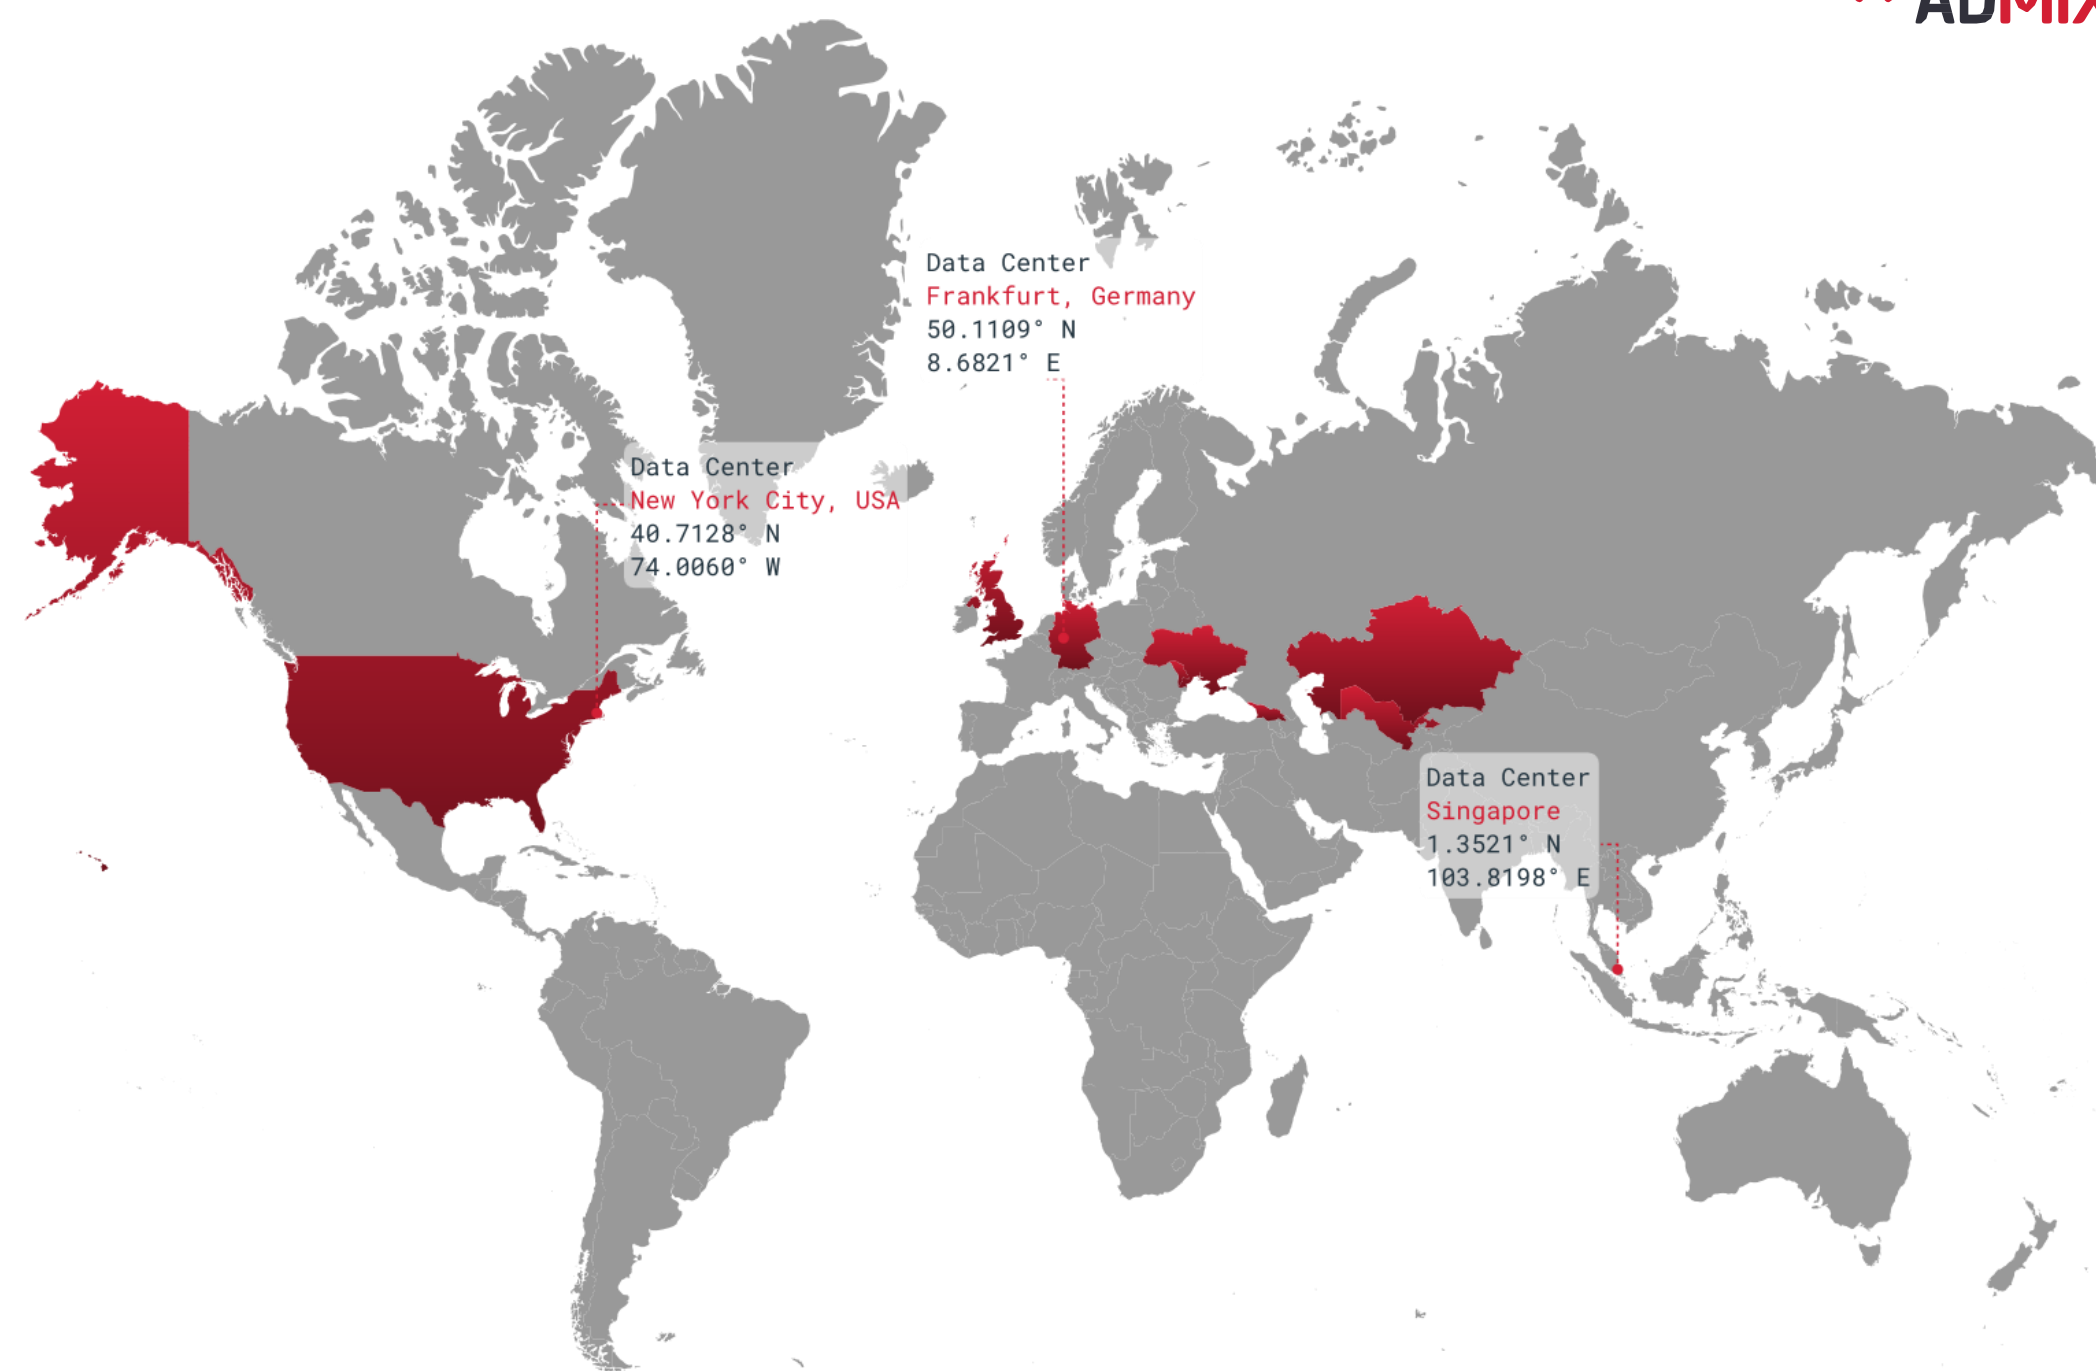 ADMIX
Data Center
Frankfurt, Germany
50.1109° N
8.6821° E
Data Center
New York City, USA
40.7128° N
74.0060° W
Data Center
Singapore
1.3521° N
103.8198° E